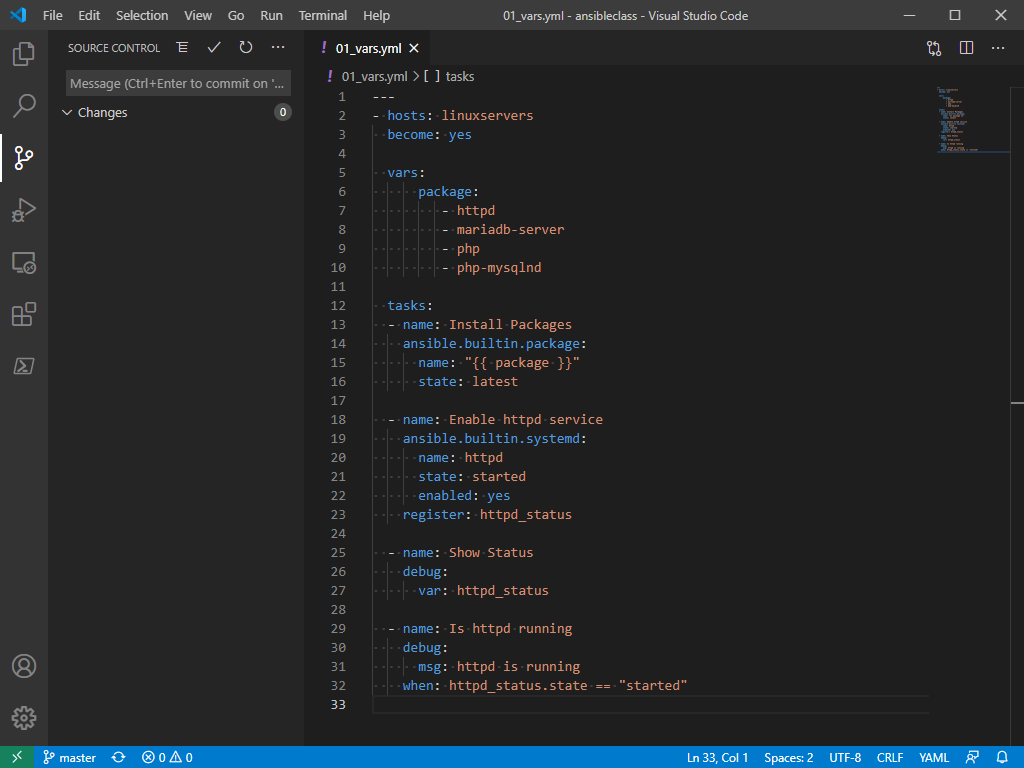 File Edit Selection View Go Run Terminal Help 01_vars.yml - ansibleclass - Visual Studio Code
SOURCE CONTROL
! 01_vars.yml
Message (Ctrl+Enter to commit on '...
! 01_vars.yml > [ ] tasks
Changes 0
1 ---
2 - hosts: linuxservers
3 become: yes
4
5 vars:
6 package:
7 - httpd
8 - mariadb-server
9 - php
10 - php-mysqlnd
11
12 tasks:
13 - name: Install Packages
14 ansible.builtin.package:
15 name: "{{ package }}"
16 state: latest
17
18 - name: Enable httpd service
19 ansible.builtin.systemd:
20 name: httpd
21 state: started
22 enabled: yes
23 register: httpd_status
24
25 - name: Show Status
26 debug:
27 var: httpd_status
28
29 - name: Is httpd running
30 debug:
31 msg: httpd is running
32 when: httpd_status.state == "started"
33
master 0 0 Ln 33, Col 1 Spaces: 2 UTF-8 CRLF YAML